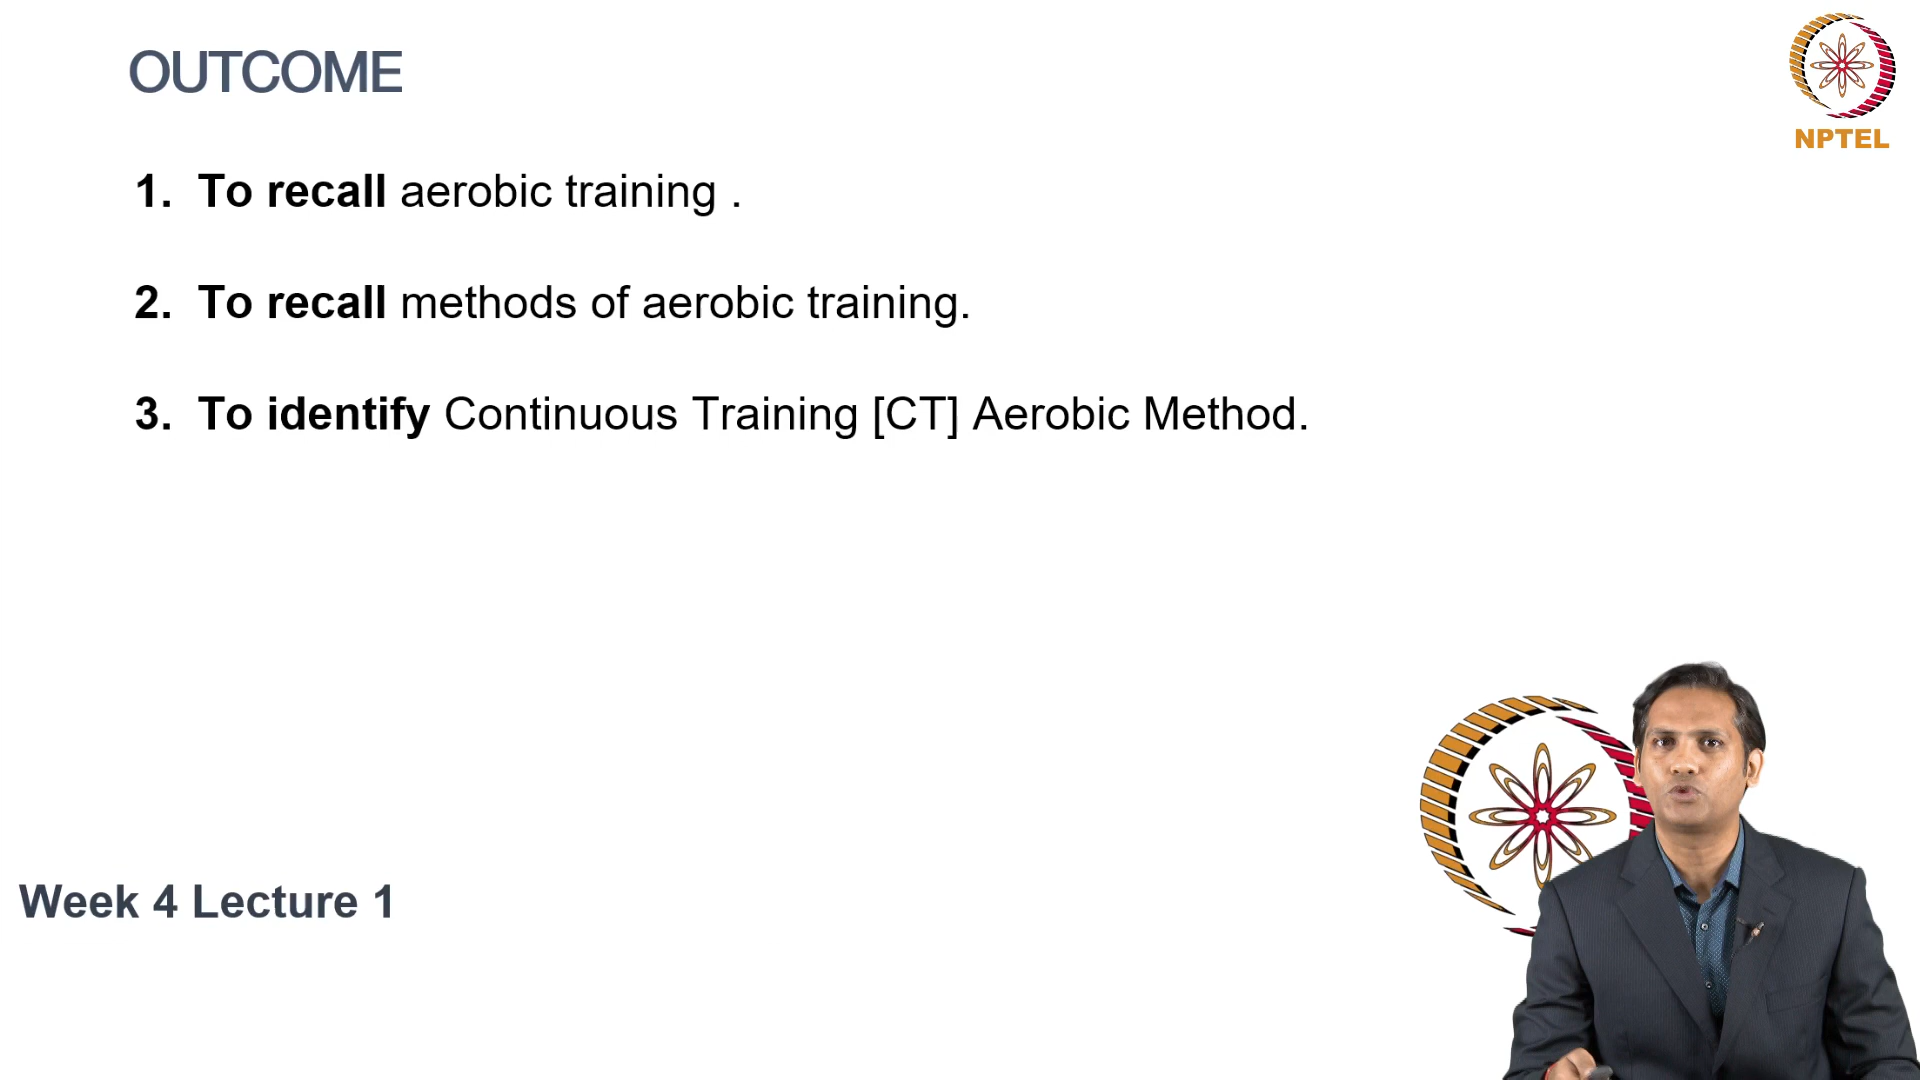 OUTCOME
NPTEL
1. To recall aerobic training .
2. To recall methods of aerobic training.
3. To identify Continuous Training [CT] Aerobic Method.
Week 4 Lecture 1